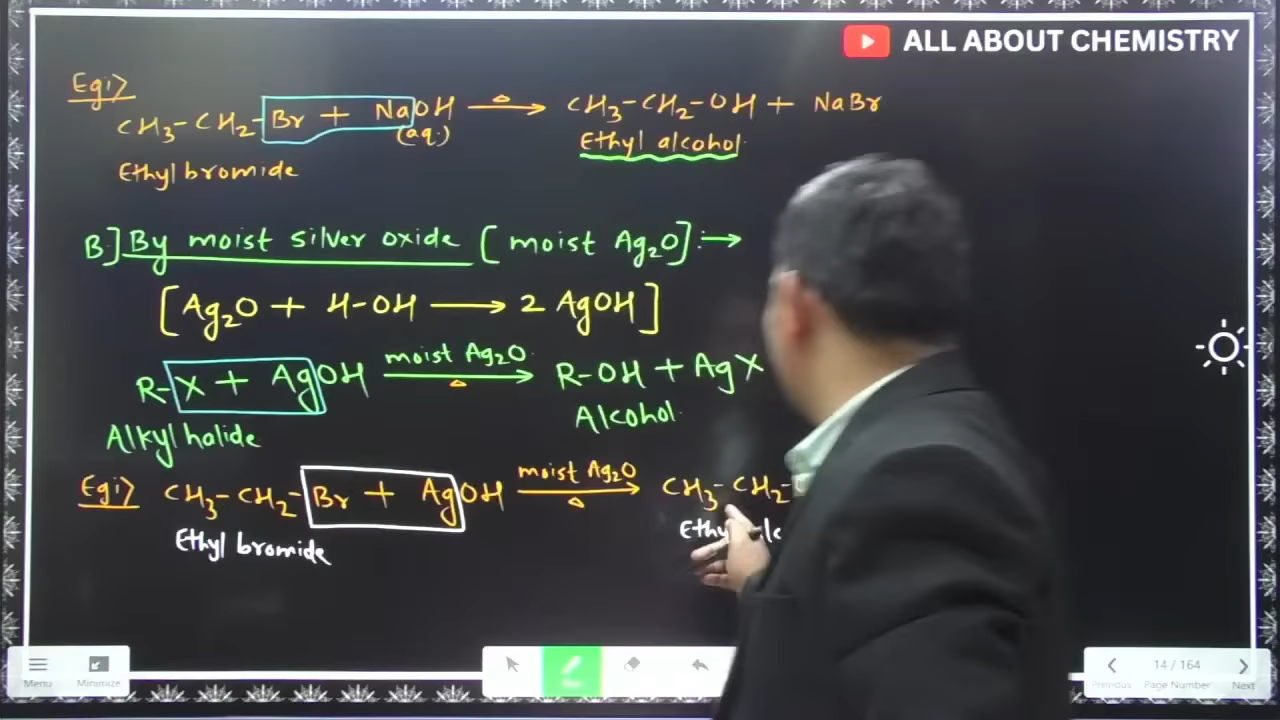 ALL ABOUT CHEMISTRY
Eg:>
CH₃-CH₂-Br + NaOH —Δ→ CH₃-CH₂-OH + NaBr
(aq.)
Ethyl bromide Ethyl alcohol
B] By moist silver oxide [moist Ag₂O]:→
[Ag₂O + H-OH → 2 AgOH]
moist Ag₂O
R-X + AgOH —Δ→ R-OH + AgX
Alkyl halide Alcohol
moist Ag₂O
Eg:> CH₃-CH₂-Br + AgOH —Δ→ CH₃-CH₂-
Ethyl bromide
Menu Minimize
14 / 164
Previous Page Number Next